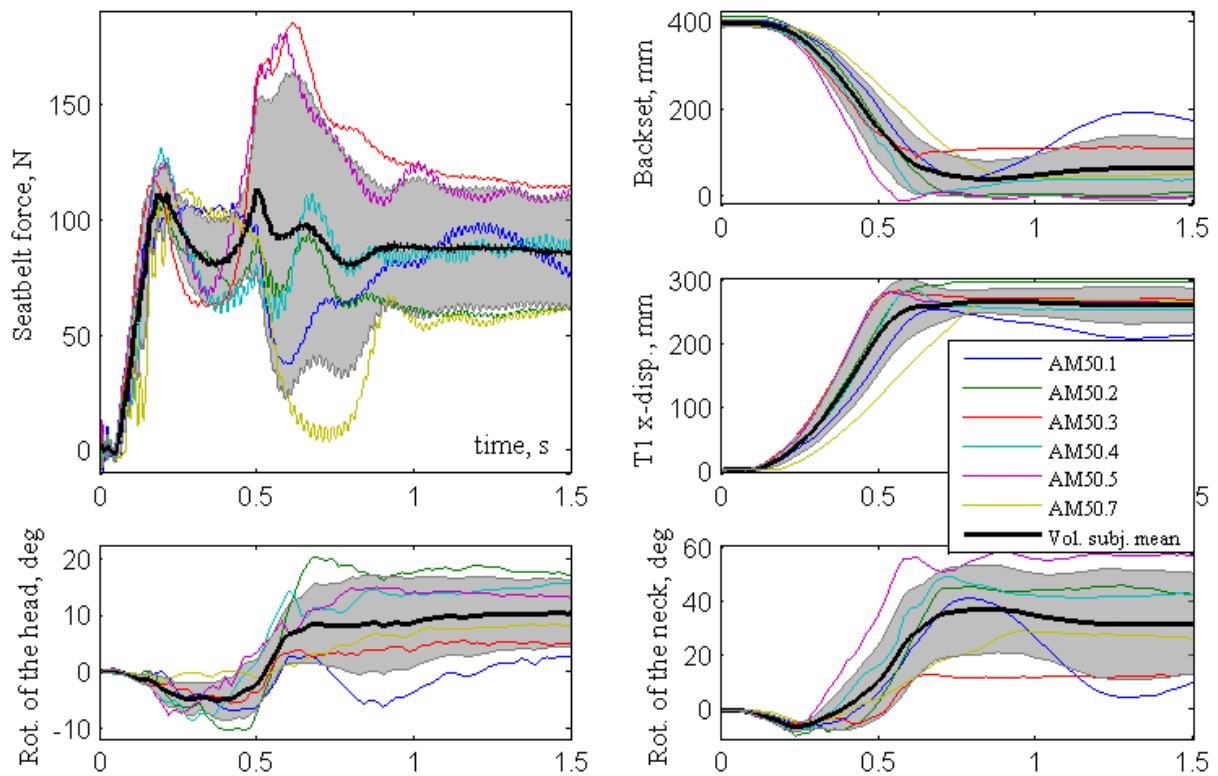 Seatbelt force, N
150
100
50
0
0
0.5
1
1.5
time, s
Backset, mm
400
200
0
0
0.5
1
1.5
T1 x-disp., mm
300
200
100
0
0
0.5
5
AM50.1
AM50.2
AM50.3
AM50.4
AM50.5
AM50.7
Vol. subj. mean
Rot. of the head, deg
20
10
0
-10
0
0.5
1
1.5
Rot. of the neck, deg
60
40
20
0
0
0.5
1
1.5